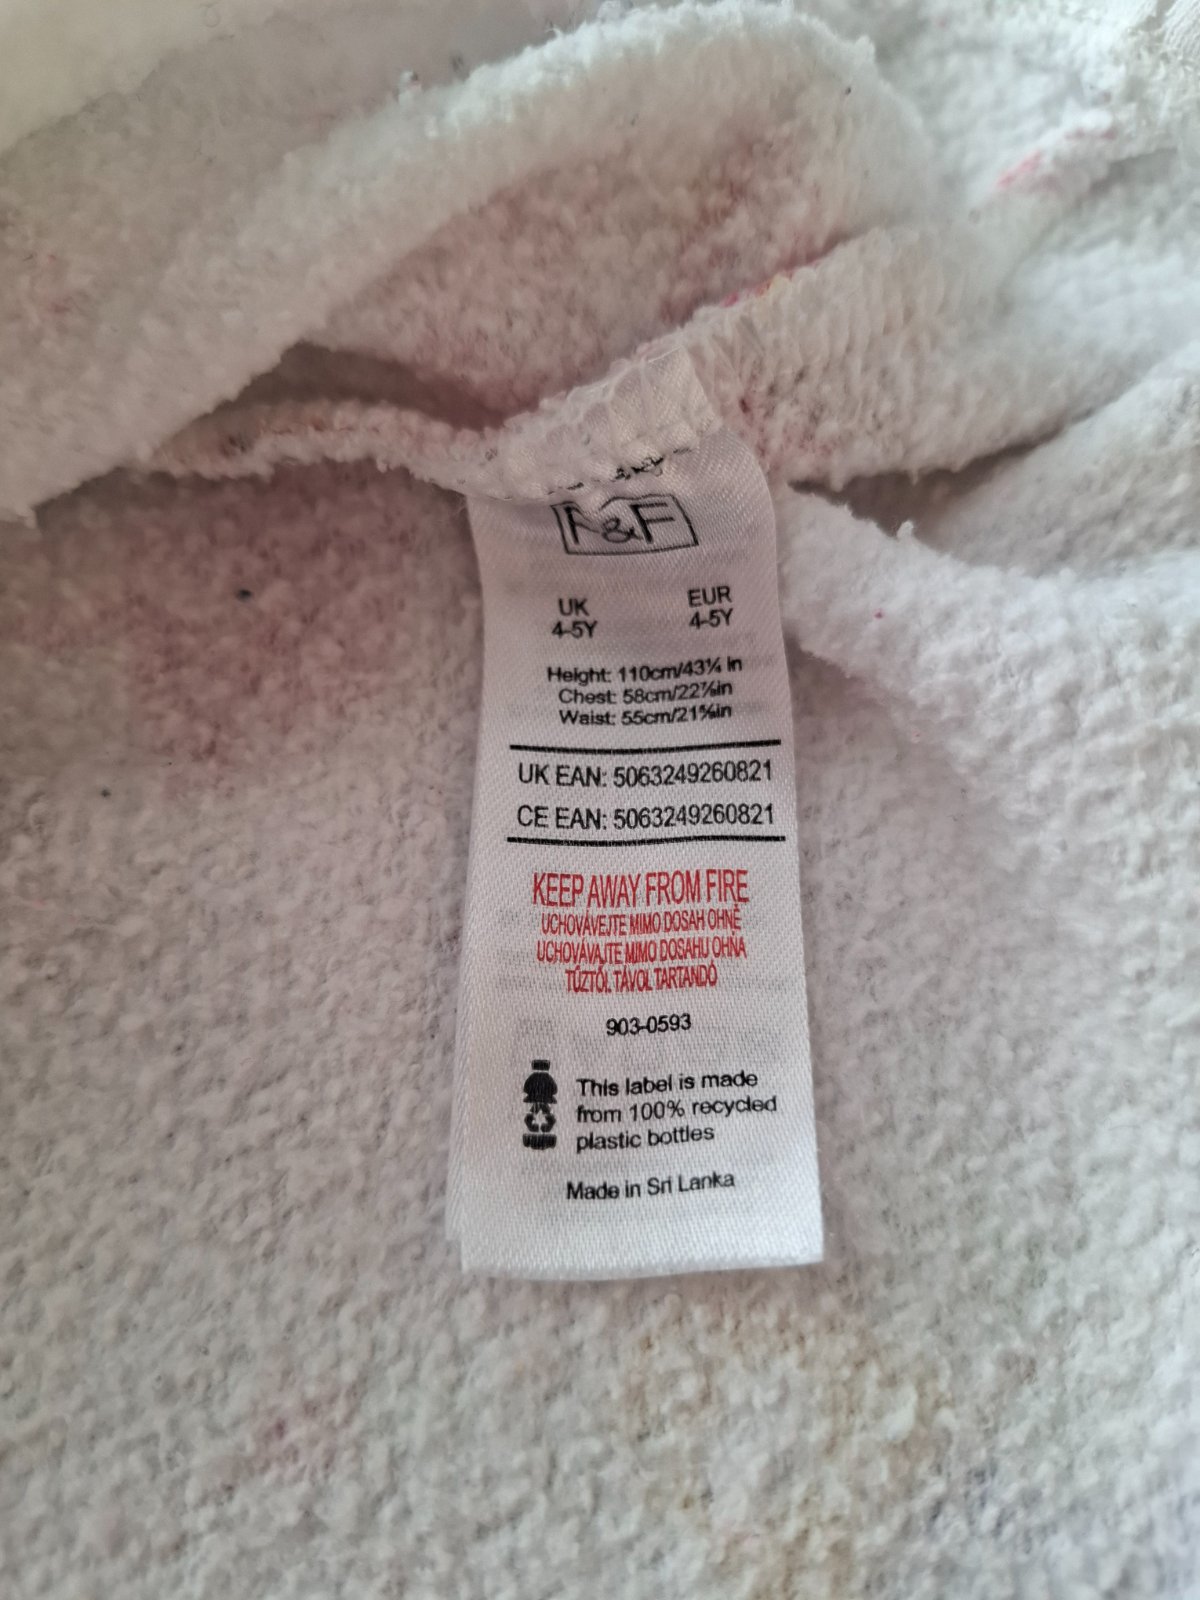 F&F
UK EUR
4-5Y 4-5Y
Height: 110cm/43¼ in
Chest: 58cm/22⅞in
Waist: 55cm/21⅝in
UK EAN: 5063249260821
CE EAN: 5063249260821
KEEP AWAY FROM FIRE
UCHOVÁVEJTE MIMO DOSAH OHNĚ
UCHOVÁVAJTE MIMO DOSAHU OHŇA
TŰZTŐL TÁVOL TARTANDÓ
903-0593
This label is made
from 100% recycled
plastic bottles
Made in Sri Lanka